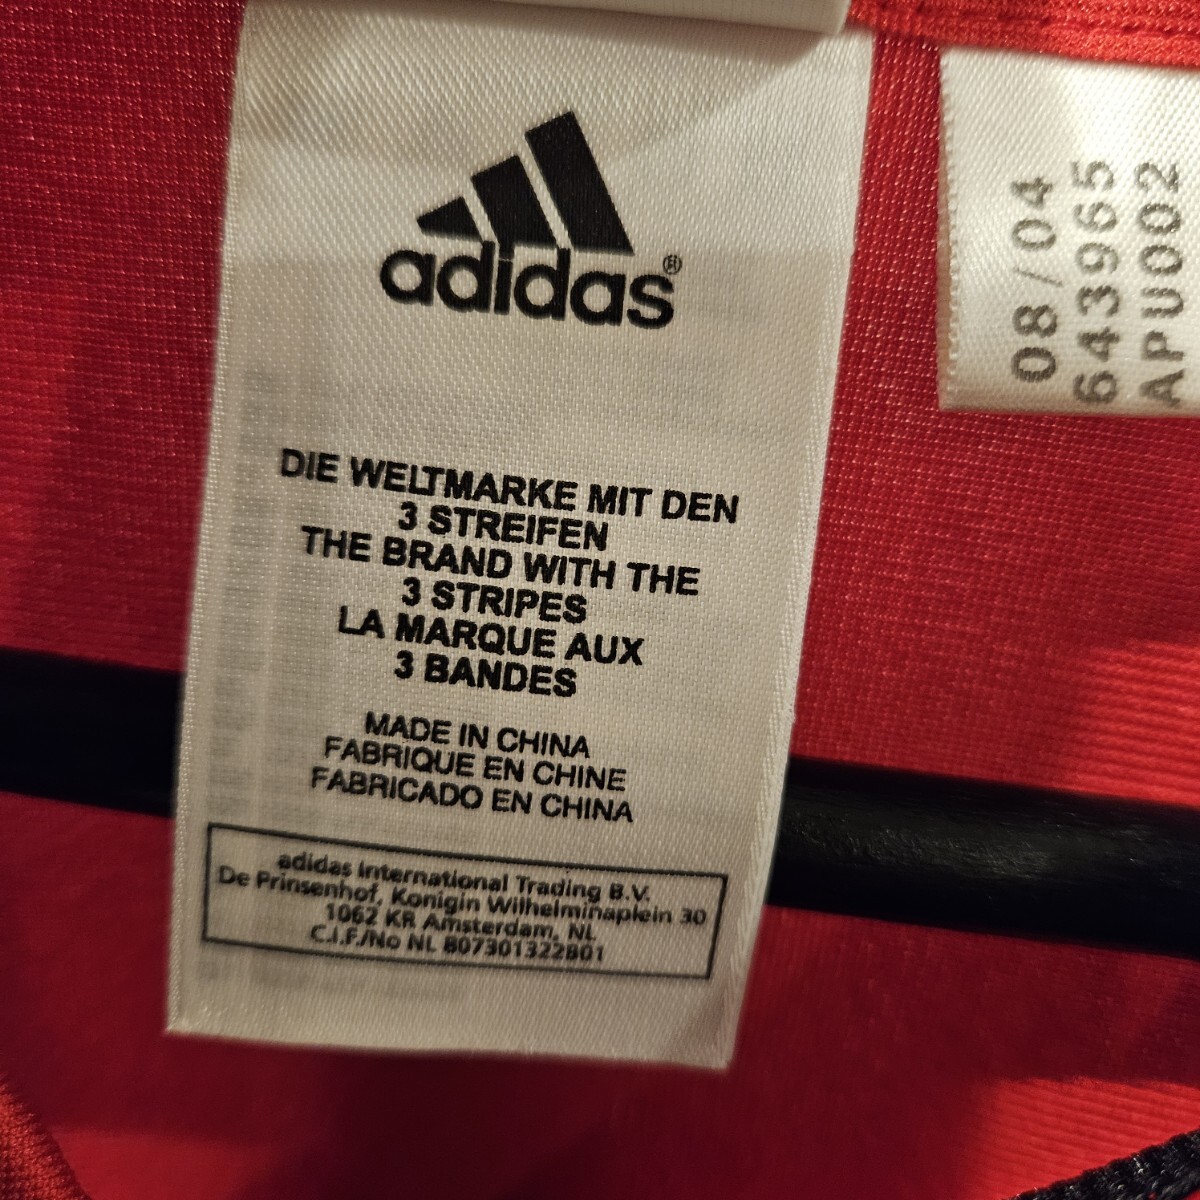 adidas®
DIE WELTMARKE MIT DEN
3 STREIFEN
THE BRAND WITH THE
3 STRIPES
LA MARQUE AUX
3 BANDES
MADE IN CHINA
FABRIQUE EN CHINE
FABRICADO EN CHINA
adidas International Trading B.V.
De Prinsenhof, Konigin Wilhelminaplein 30
1062 KR Amsterdam, NL
C.I.F./No NL B07301322B01
08/04
643965
APU002